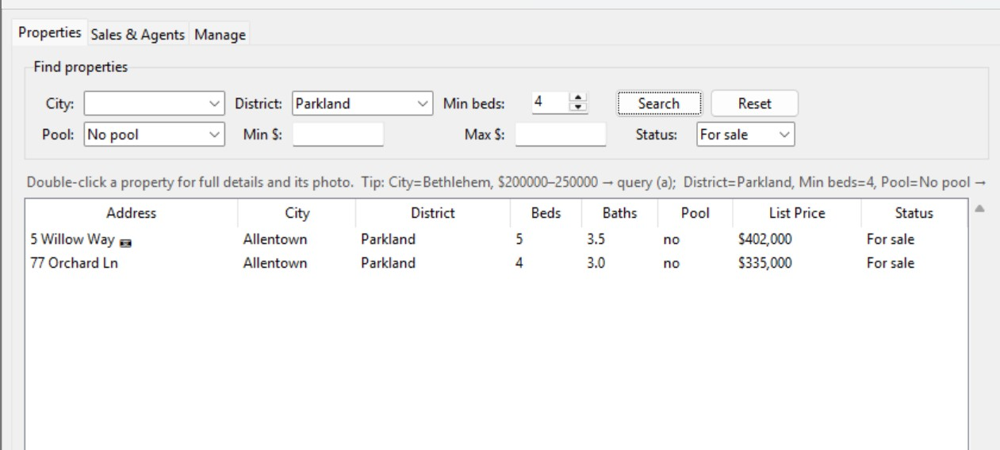 Properties Sales & Agents Manage
Find properties
City: District: Parkland Min beds: 4 Search Reset
Pool: No pool Min $: Max $: Status: For sale
Double-click a property for full details and its photo. Tip: City=Bethlehem, $200000–250000 → query (a); District=Parkland, Min beds=4, Pool=No pool →
Address City District Beds Baths Pool List Price Status
5 Willow Way Allentown Parkland 5 3.5 no $402,000 For sale
77 Orchard Ln Allentown Parkland 4 3.0 no $335,000 For sale